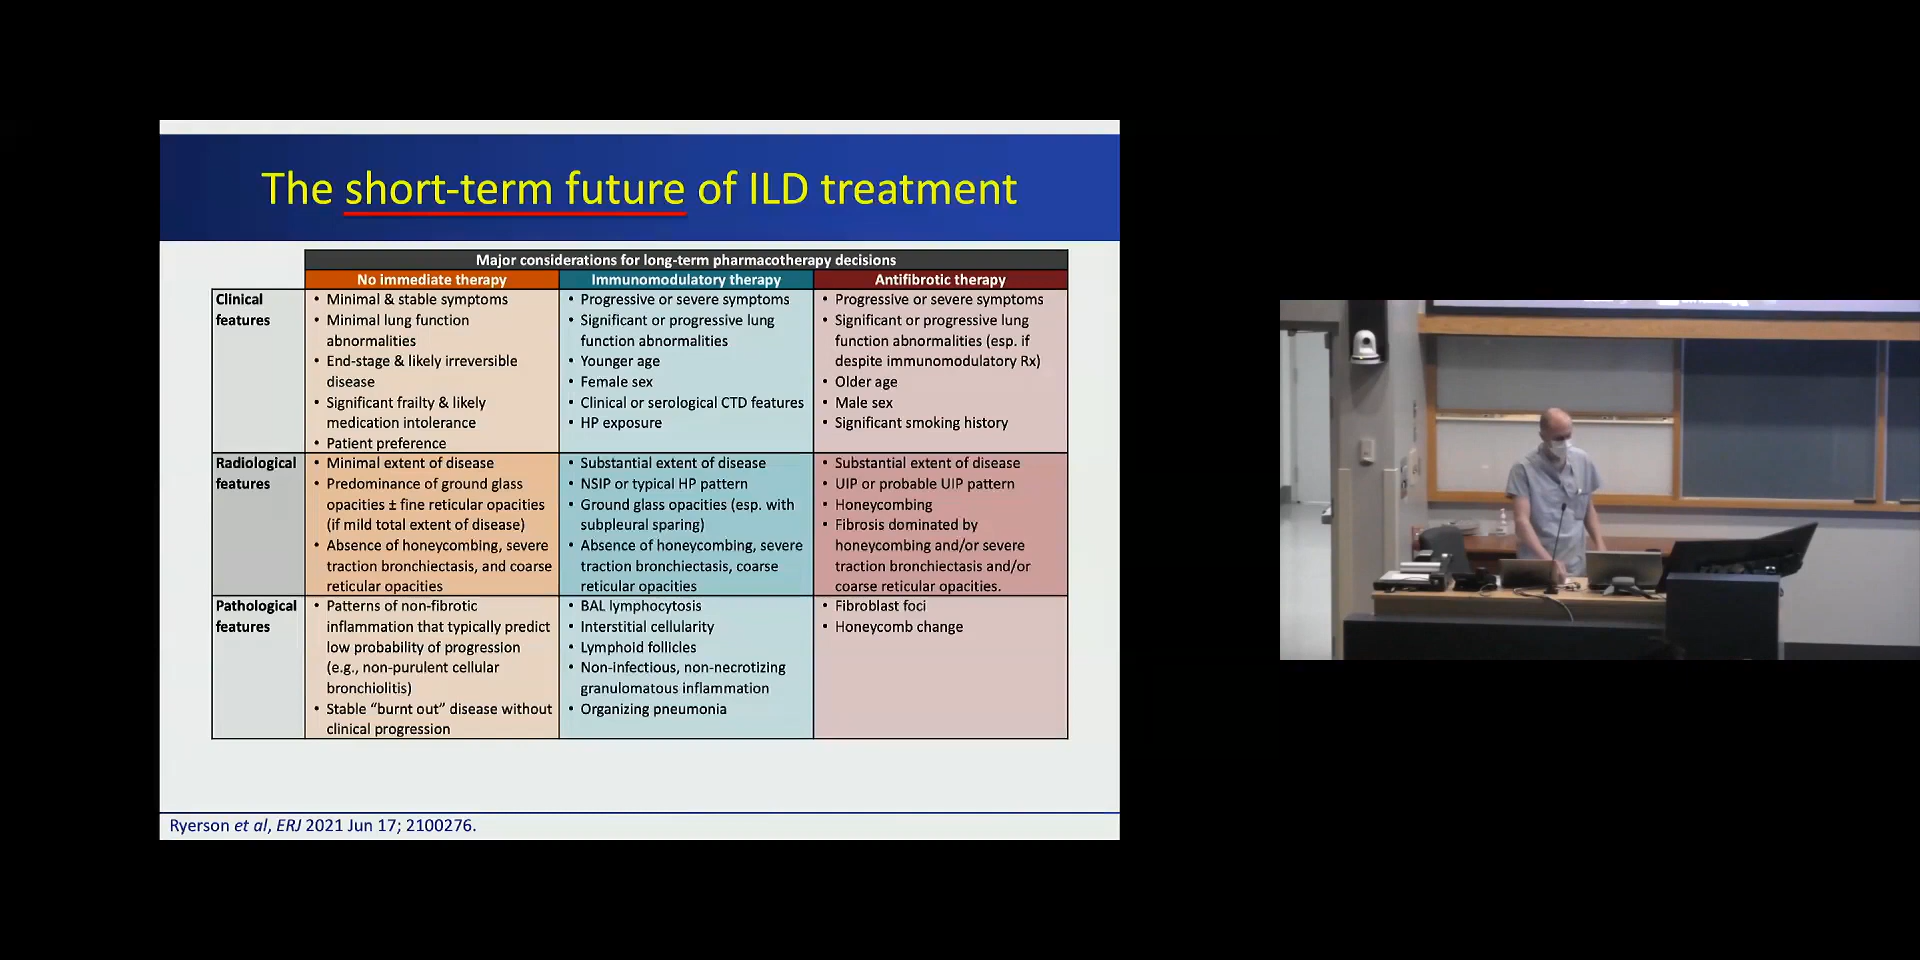 The short-term future of ILD treatment
Major considerations for long-term pharmacotherapy decisions
No immediate therapy
Immunomodulatory therapy
Antifibrotic therapy
Clinical
features
• Minimal & stable symptoms
• Minimal lung function
abnormalities
• End-stage & likely irreversible
disease
• Significant frailty & likely
medication intolerance
• Patient preference
• Progressive or severe symptoms
• Significant or progressive lung
function abnormalities
• Younger age
• Female sex
• Clinical or serological CTD features
• HP exposure
• Progressive or severe symptoms
• Significant or progressive lung
function abnormalities (esp. if
despite immunomodulatory Rx)
• Older age
• Male sex
• Significant smoking history
Radiological
features
• Minimal extent of disease
• Predominance of ground glass
opacities ± fine reticular opacities
(if mild total extent of disease)
• Absence of honeycombing, severe
traction bronchiectasis, and coarse
reticular opacities
• Substantial extent of disease
• NSIP or typical HP pattern
• Ground glass opacities (esp. with
subpleural sparing)
• Absence of honeycombing, severe
traction bronchiectasis, coarse
reticular opacities
• Substantial extent of disease
• UIP or probable UIP pattern
• Honeycombing
• Fibrosis dominated by
honeycombing and/or severe
traction bronchiectasis and/or
coarse reticular opacities.
Pathological
features
• Patterns of non-fibrotic
inflammation that typically predict
low probability of progression
(e.g., non-purulent cellular
bronchiolitis)
• Stable “burnt out” disease without
clinical progression
• BAL lymphocytosis
• Interstitial cellularity
• Lymphoid follicles
• Non-infectious, non-necrotizing
granulomatous inflammation
• Organizing pneumonia
• Fibroblast foci
• Honeycomb change
Ryerson et al, ERJ 2021 Jun 17; 2100276.